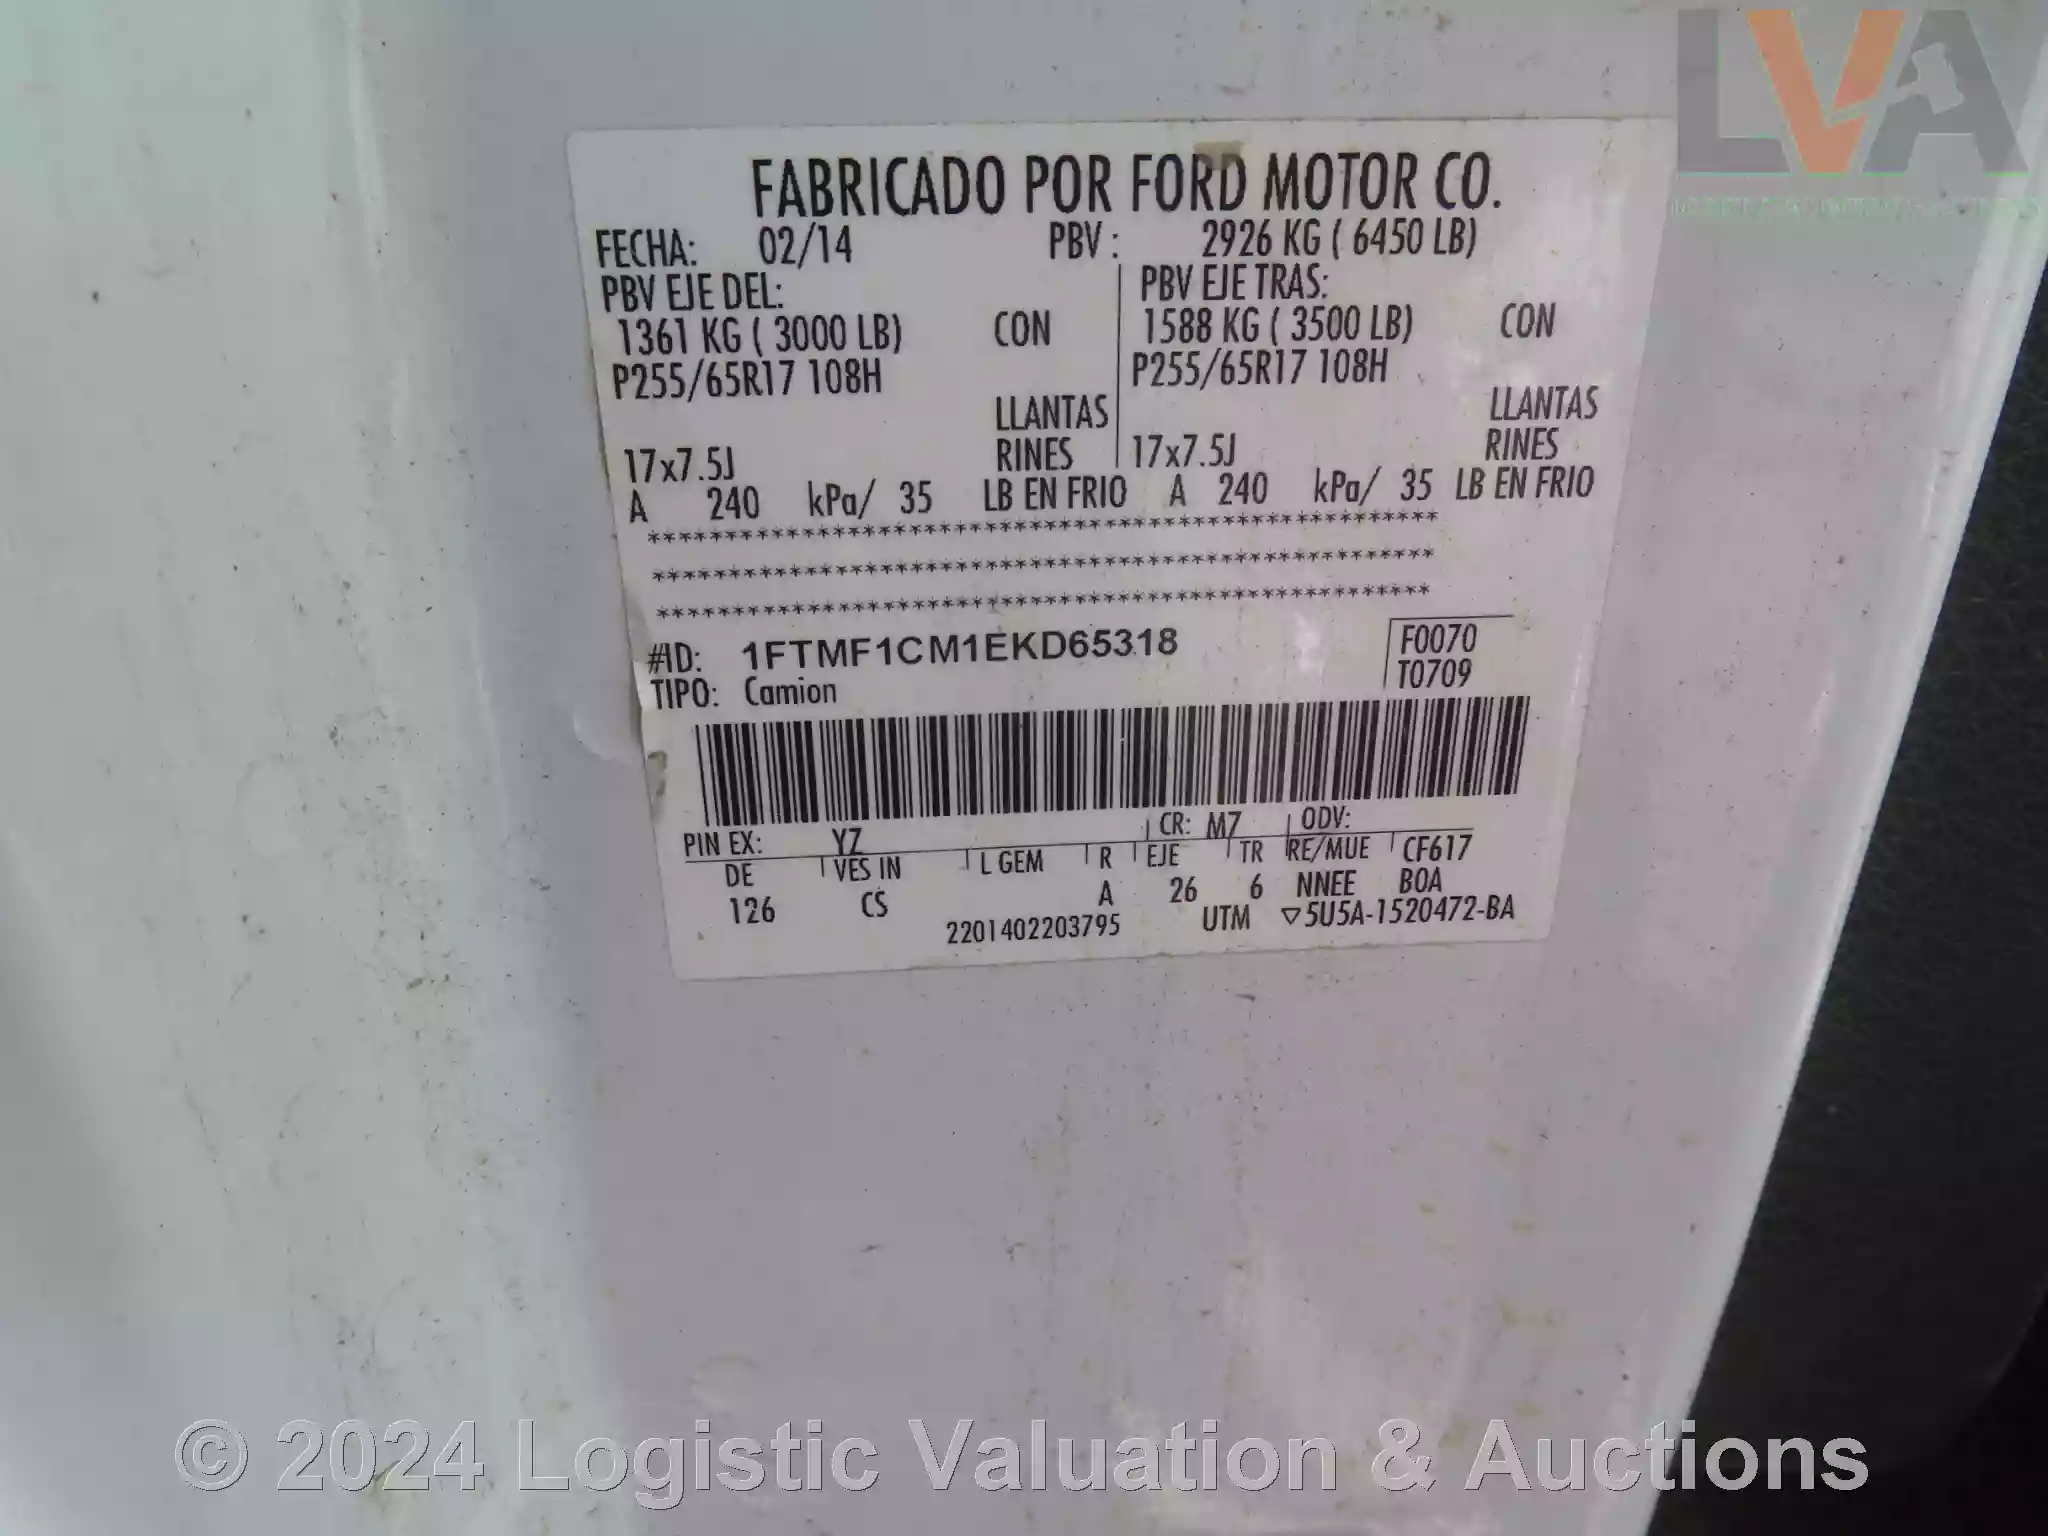 LVA
FABRICADO POR FORD MOTOR CO.
FECHA: 02/14 PBV : 2926 KG ( 6450 LB)
PBV EJE DEL: PBV EJE TRAS:
1361 KG ( 3000 LB) CON 1588 KG ( 3500 LB) CON
P255/65R17 108H P255/65R17 108H
LLANTAS LLANTAS
17x7.5J RINES 17x7.5J RINES
A 240 kPa/ 35 LB EN FRIO A 240 kPa/ 35 LB EN FRIO
#ID: 1FTMF1CM1EKD65318 F0070
TIPO: Camion T0709
PIN EX: YZ CR: M7 ODV:
DE VES IN L GEM R EJE TR RE/MUE CF617
126 CS A 26 6 NNEE BOA
2201402203795 UTM ▽5U5A-1520472-BA
© 2024 Logistic Valuation & Auctions